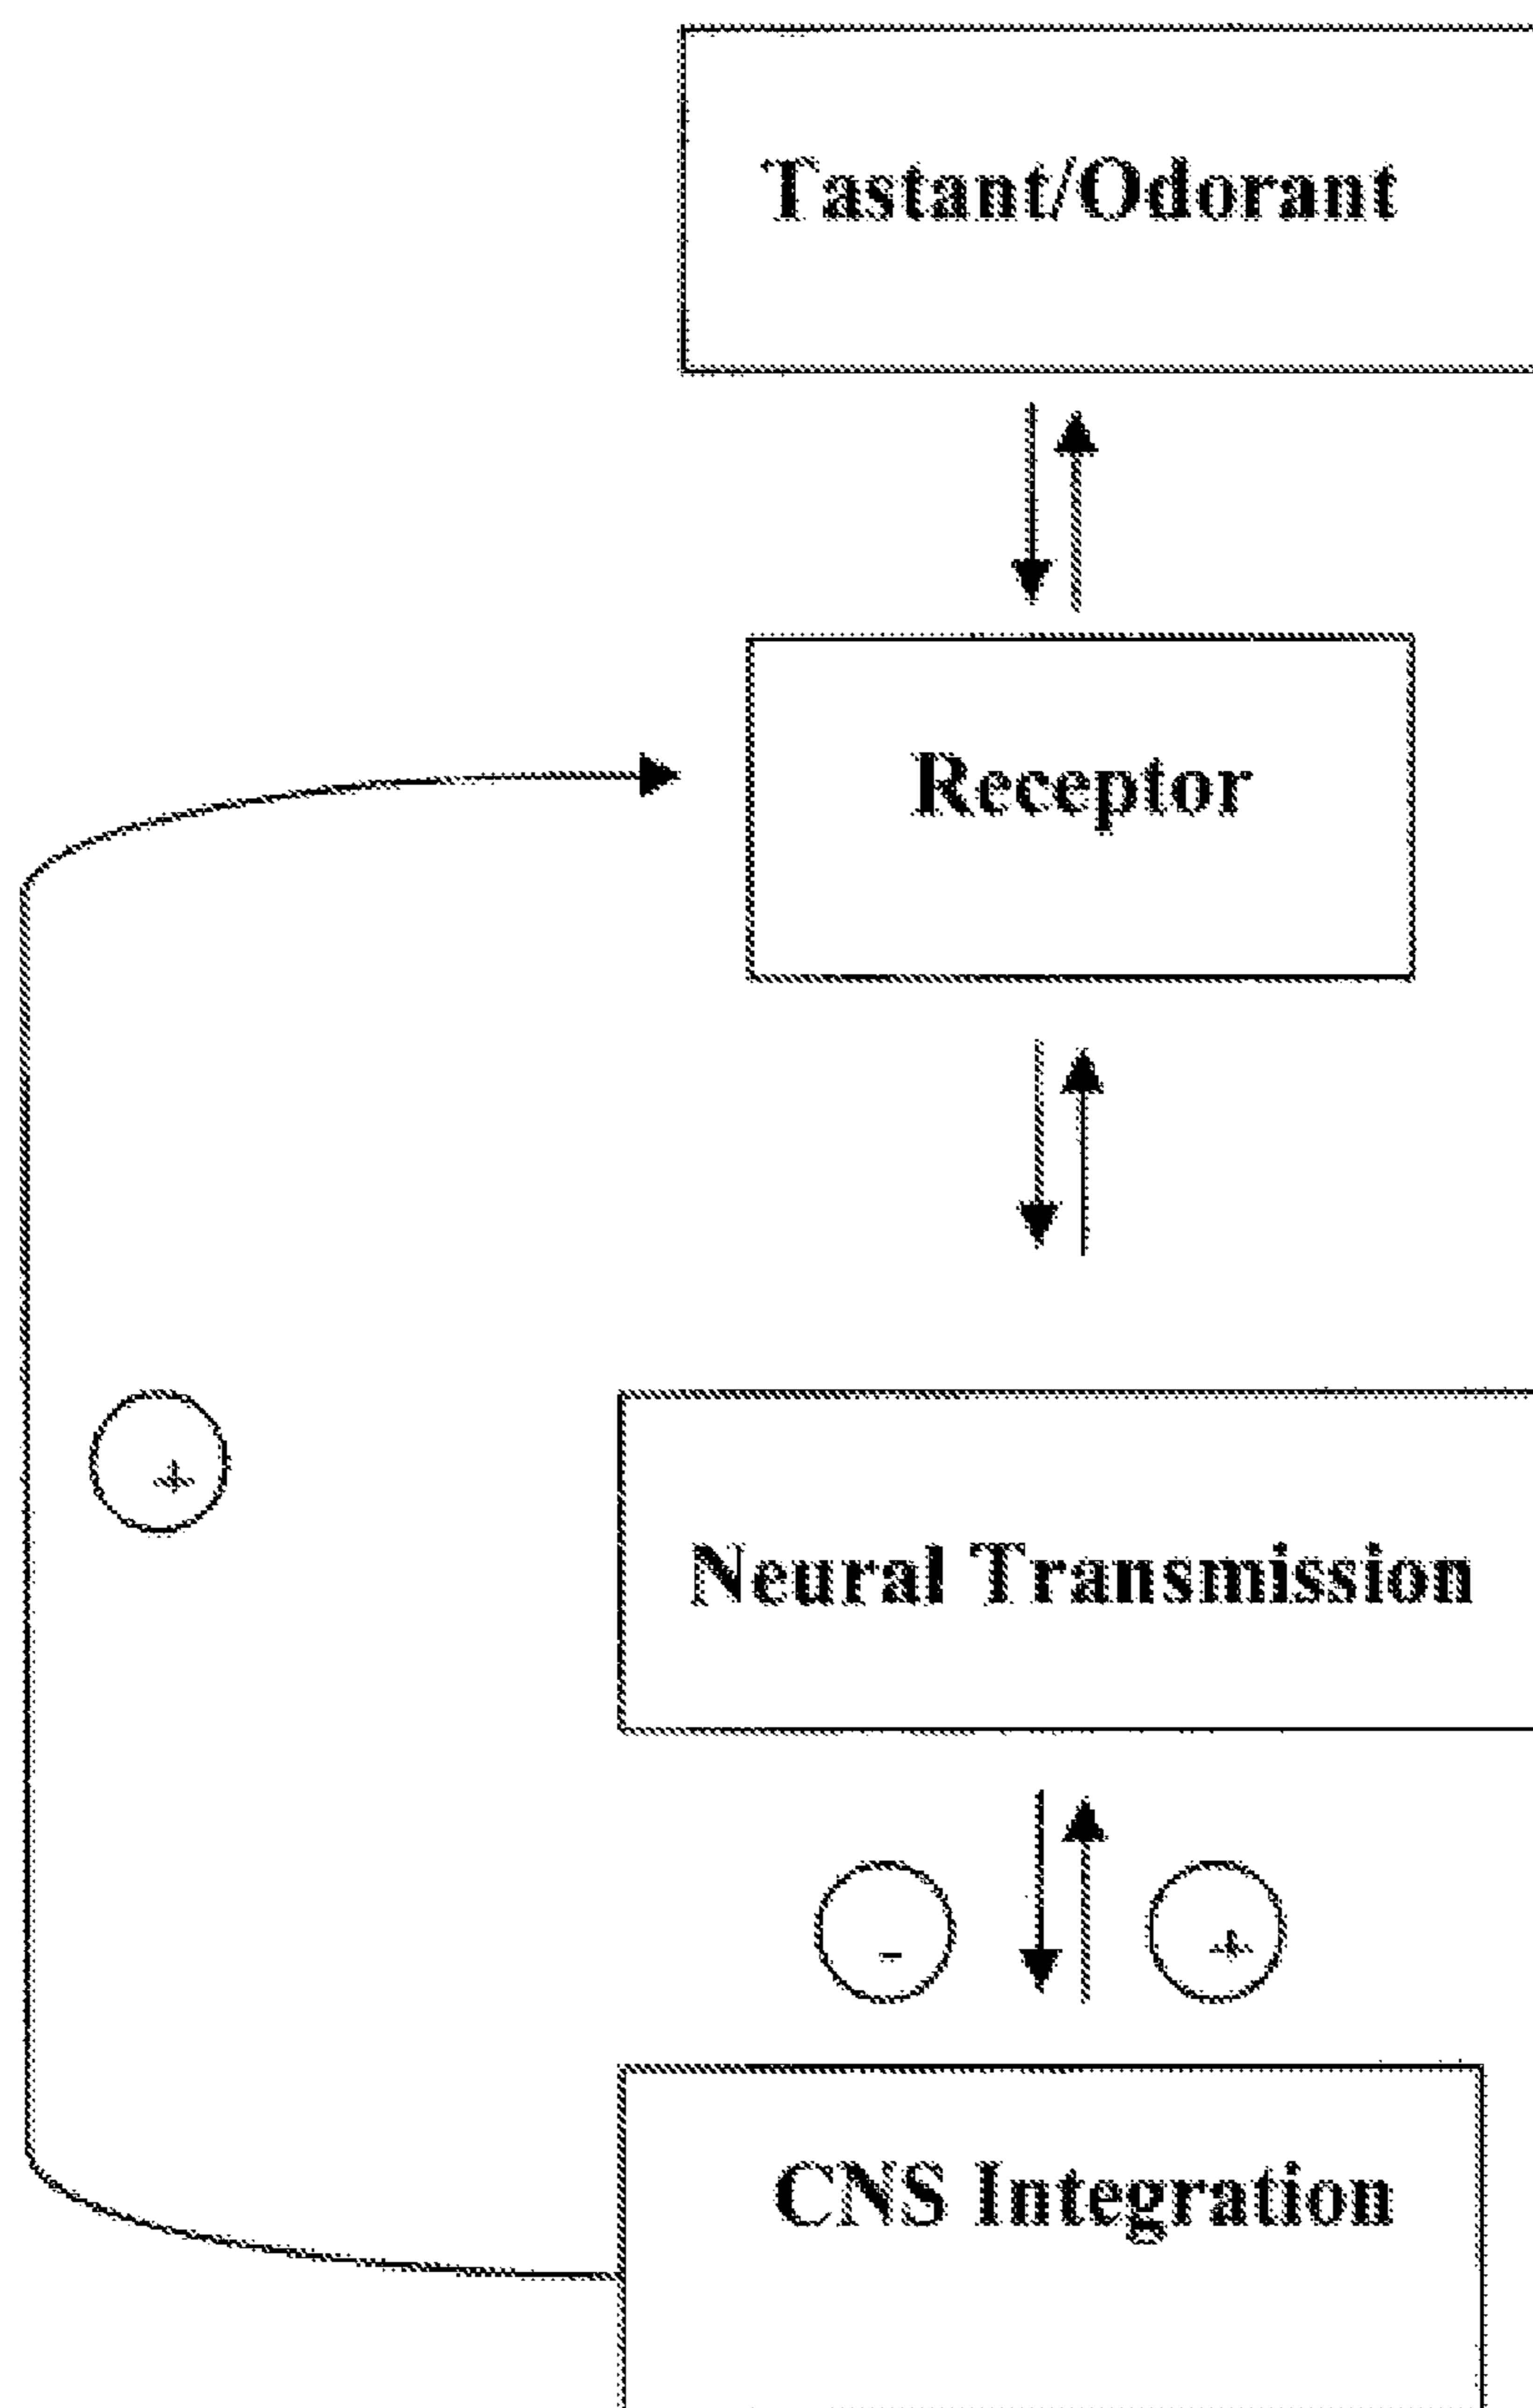 Tastant/Odorant
Receptor
+
Neural Transmission
- +
CNS Integration